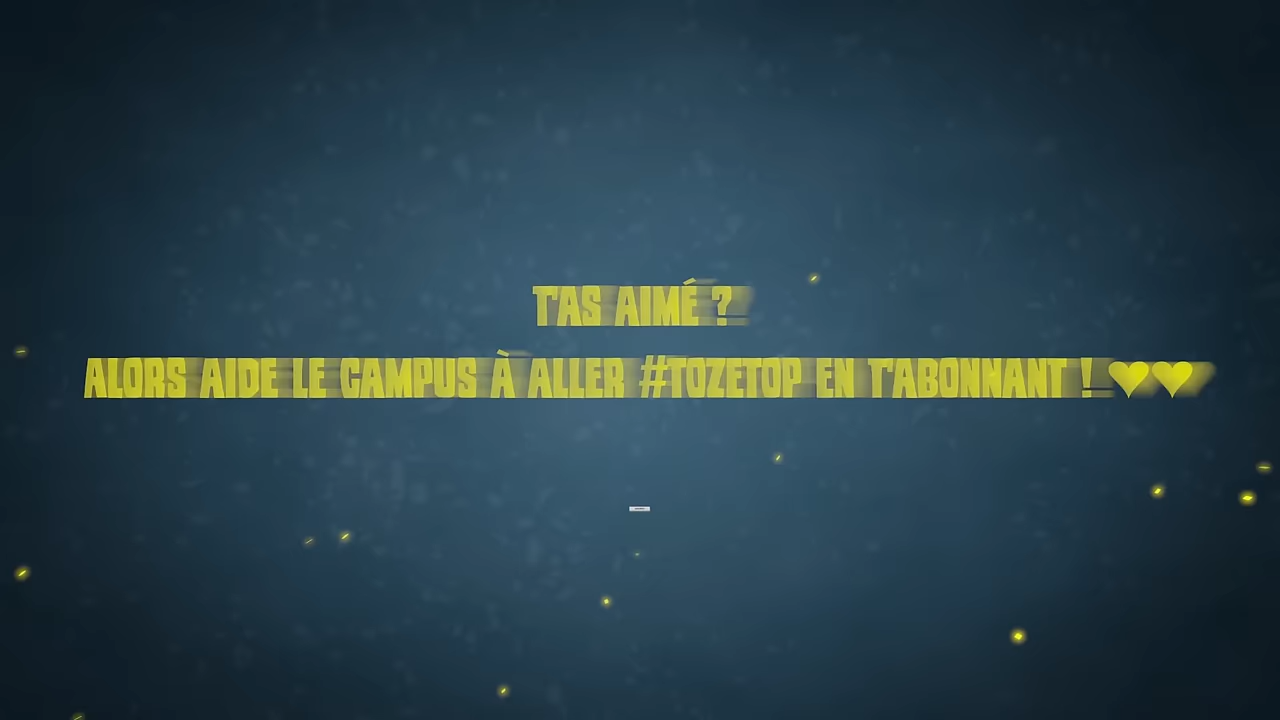 T'AS AIMÉ ?
ALORS AIDE LE CAMPUS À ALLER #TOZETOP EN T'ABONNANT ! ♥♥